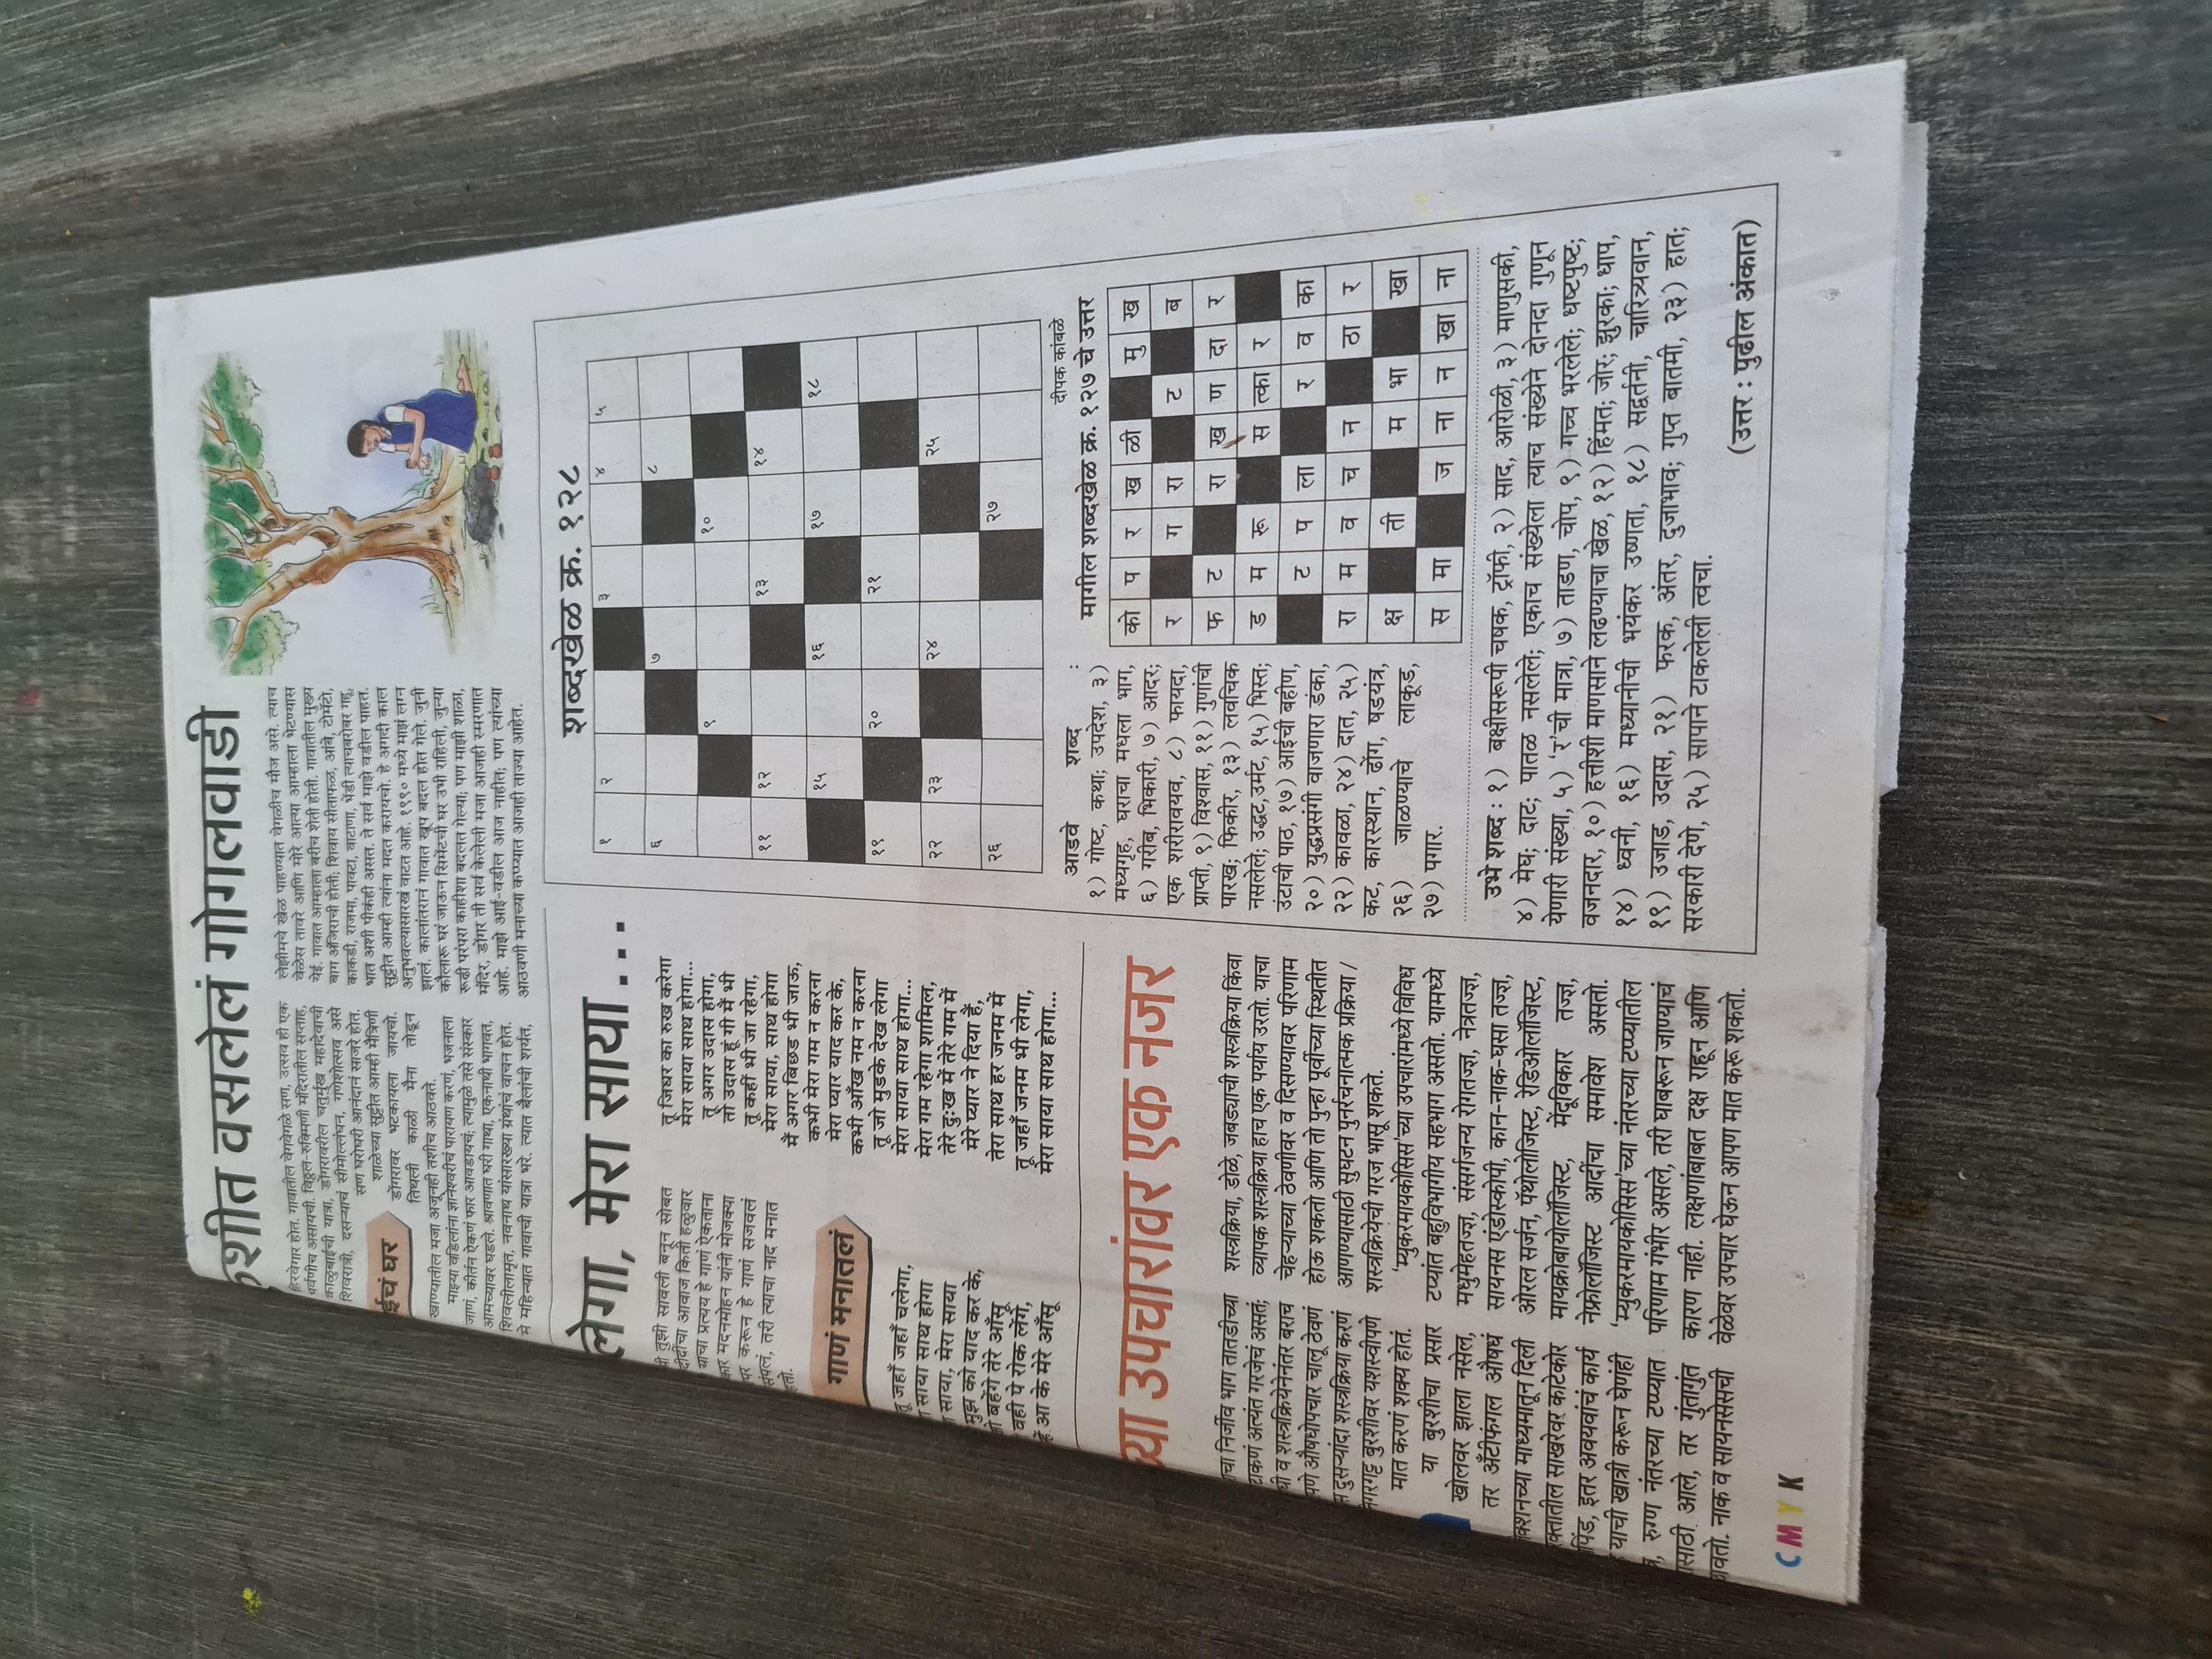 शीत वसलेलं गोगलवाडी
हिरवेगार होत. गावातील वेगवेगळे सण, उत्सव ही एक
पर्वणीच असायची. विठ्ठल-रुक्मिणी मंदिरातील सप्ताह,
काळुबाईची यात्रा, डोंगरावरील चतुर्मुख महादेवाची
शिवरात्री, दसऱ्याचं सीमोल्लंघन, गणेशोत्सव असे
सण घरोघरी आनंदानं साजरे होत.
शाळेच्या सुट्टीत आम्ही मैत्रिणी
डोंगरावर भटकायला जायचो.
तिथली काळी मैना तोडून
खाण्यातील मजा अजूनही तशीच आठवते.
माझ्या वडिलांना ज्ञानेश्वरीचं पारायण करणं, भजनाला
जाणं, कीर्तन ऐकणं फार आवडायचं; त्यामुळे तसे संस्कार
आमच्यावर घडले. श्रावणात घरी गाथा, एकनाथी भागवत,
शिवलीलामृत, नवनाथ यांसारख्या ग्रंथांचं वाचन होत.
मे महिन्यात गावाची यात्रा भरे. त्यात बैलांची शर्यत,
ईचं घर
लेझीमचे खेळ पाहण्यात वेगळीच मौज असे. त्याच
वेळेस तावरे आणि मोरे आत्या आम्हाला भेटण्यास
येई. गावात आम्हाला बरीच शेती होती. गावातील मुख्य
बाग अंजिराची होती; शिवाय सीताफळ, आंबे, टोमॅटो,
काकडी, राजमा, पावटा, वाटाणा, भेंडी त्याचबरोबर गहू,
भात अशी पीकंही असत. ते सर्व माझे वडील पाहत.
सुट्टीत आम्ही त्यांना मदत करायचो. हे अगदी काल
अनुभवल्यासारखं वाटत आहे. १९९० मध्ये माझं लग्न
झालं. कालांतरानं गावात खूप बदल होत गेले. जुनी
कौलारू घरं जाऊन सिमेंटची घर उभी राहिली, जुन्या
रूढी परंपरा काहीशा बदलत गेल्या; पण माझी शाळा,
मंदिर, डोंगर ती सर्व केलेली मजा आजही स्मरणात
आहे. माझे आई-वडील आज नाहीत; पण त्यांच्या
आठवणी मनाच्या कप्प्यात आजही ताज्या आहेत.
लेगा, मेरा साया...
तुझी सावली बनून सोबत
दीदींचा आवाज किती हळुवार
याचा प्रत्यय हे गाणं ऐकताना
कार मदनमोहन यांनी मोजक्या
पर करून हे गाणं सजवलं
संपलं, तरी त्याचा नाद मनात
हतो.
गाणं मनातलं
तू जहाँ जहाँ चलेगा,
साया साथ होगा
साया, मेरा साया
मुझ को याद कर के,
बहेंगे तेरे आँसू
वही पे रोक लेंगे,
आ के मेरे आँसू
तू जिधर का रुख करेगा
मेरा साया साथ होगा...
तू अगर उदास होगा,
तो उदास हूं गी मैं भी
तू कहीं भी जा रहेगा,
मेरा साया, साथ होगा
मैं अगर बिछड भी जाऊ,
कभी मेरा गम न करना
मेरा प्यार याद कर के,
कभी आँख नम न करना
तू जो मुडके देख लेगा
मेरा साया साथ होगा...
मेरा गम रहेगा शामिल,
तेरे दुःख में तेरे गम में
मेरे प्यार ने दिया हैं,
तेरा साथ हर जनम में
तू जहाँ जनम भी लेगा,
मेरा साया साथ होगा...
च्या उपचारांवर एक नजर
चा निर्जीव भाग तातडीच्या
टाकणं अत्यंत गरजेचं असतं;
घी व शस्त्रक्रियेनेनंतर बराच
पणे औषधोपचार चालू ठेवणं
दुसऱ्यांदा शस्त्रक्रिया करणं
गरगट्ट बुरशीवर यशस्वीपणे
मात करणं शक्य होतं.
या बुरशीचा प्रसार
खोलवर झाला नसेल,
तर अँटीफंगल औषधं
क्शनच्या माध्यमातून दिली
क्तातील साखरेवर काटेकोर
पिंड, इतर अवयवांचं कार्य
याची खात्री करून घेणंही
रुग्ण नंतरच्या टप्प्यात
साठी आले, तर गुंतागुंत
वतो. नाक व सायनसेसची
शस्त्रक्रिया, डोळे, जबड्याची शस्त्रक्रिया किंवा
व्यापक शस्त्रक्रिया हाच एक पर्याय उरतो. याचा
चेहऱ्याच्या ठेवणीवर व दिसण्यावर परिणाम
होऊ शकतो आणि तो पुन्हा पूर्वीच्या स्थितीत
आणण्यासाठी सुघटन पुनर्रचनात्मक प्रक्रिया /
शस्त्रक्रियेची गरज भासू शकते.
‘म्युकरमायकोसिस’च्या उपचारांमध्ये विविध
टप्प्यांत बहुविभागीय सहभाग असतो. यामध्ये
मधुमेहतज्ज्ञ, संसर्गजन्य रोगतज्ज्ञ, नेत्रतज्ज्ञ,
सायनस एंडोस्कोपी, कान-नाक-घसा तज्ज्ञ,
ओरल सर्जन, पॅथोलोजिस्ट, रेडिओलॉजिस्ट,
मायक्रोबायोलॉजिस्ट, मेंदूविकार तज्ज्ञ,
नेफ्रोलॉजिस्ट आदींचा समावेश असतो.
‘म्युकरमायकोसिस’च्या नंतरच्या टप्प्यातील
परिणाम गंभीर असले, तरी घाबरून जाण्याचं
कारण नाही. लक्षणांबाबत दक्ष राहून आणि
वेळेवर उपचार घेऊन आपण मात करू शकतो.
शब्दखेळ क्र. १२८
१ २ ३ ४ ५
६ ७ ८
९ १०
११ १२ १३ १४
१५ १६ १७ १८
१९ २० २१
२२ २३ २४ २५
२६ २७
दीपक कांबळे
आडवे शब्द :
१) गोष्ट, कथा; उपदेश, ३)
मध्यगृह, घराचा मधला भाग,
६) गरीब, भिकारी, ७) आदर;
एक शरीरावयव, ८) फायदा,
प्राप्ती, ९) विश्वास, ११) गुणांची
पारख; फिकीर, १३) लवचिक
नसलेले; उद्धट,उर्मट, १५) भिस्त;
उंटाची पाठ, १७) आईची बहीण,
२०) युद्धप्रसंगी वाजणारा डंका,
२२) कावळा, २४) दात, २५)
कट, कारस्थान, ढोंग, षडयंत्र,
२६) जाळण्याचे लाकूड,
२७) पगार.
मागील शब्दखेळ क्र. १२७ चे उत्तर
को प र ख ळी मु ख
र ग रा ट ब
फ ट रा ख ण दा र
ड म रू स त्का र
ट प ला र व का
रा म व च न ठा र
क्ष ती म भा खा
स मा ज ना न खा ना
उभे शब्द : १) बक्षीसरूपी चषक, ट्रॉफी, २) साद, आरोळी, ३) माणुसकी,
४) मेघ; दाट; पातळ नसलेले; एकाच संख्येला त्याच संख्येने दोनदा गुणून
येणारी संख्या, ५) ‘र’ची मात्रा, ७) ताडण, चोप, ९) गच्च भरलेले; धष्टपुष्ट;
वजनदार, १०) हत्तीशी माणसाने लढण्याचा खेळ, १२) हिंमत; जोर; झुरका; धाप,
१४) ध्वनी, १६) मध्यानीची भयंकर उष्णता, १८) सद्वर्तनी, चारित्र्यवान,
१९) उजाड, उदास, २१) फरक, अंतर, दुजाभाव; गुप्त बातमी, २३) हात;
सरकारी देणे, २५) सापाने टाकलेली त्वचा.
(उत्तर : पुढील अंकात)
CMYK